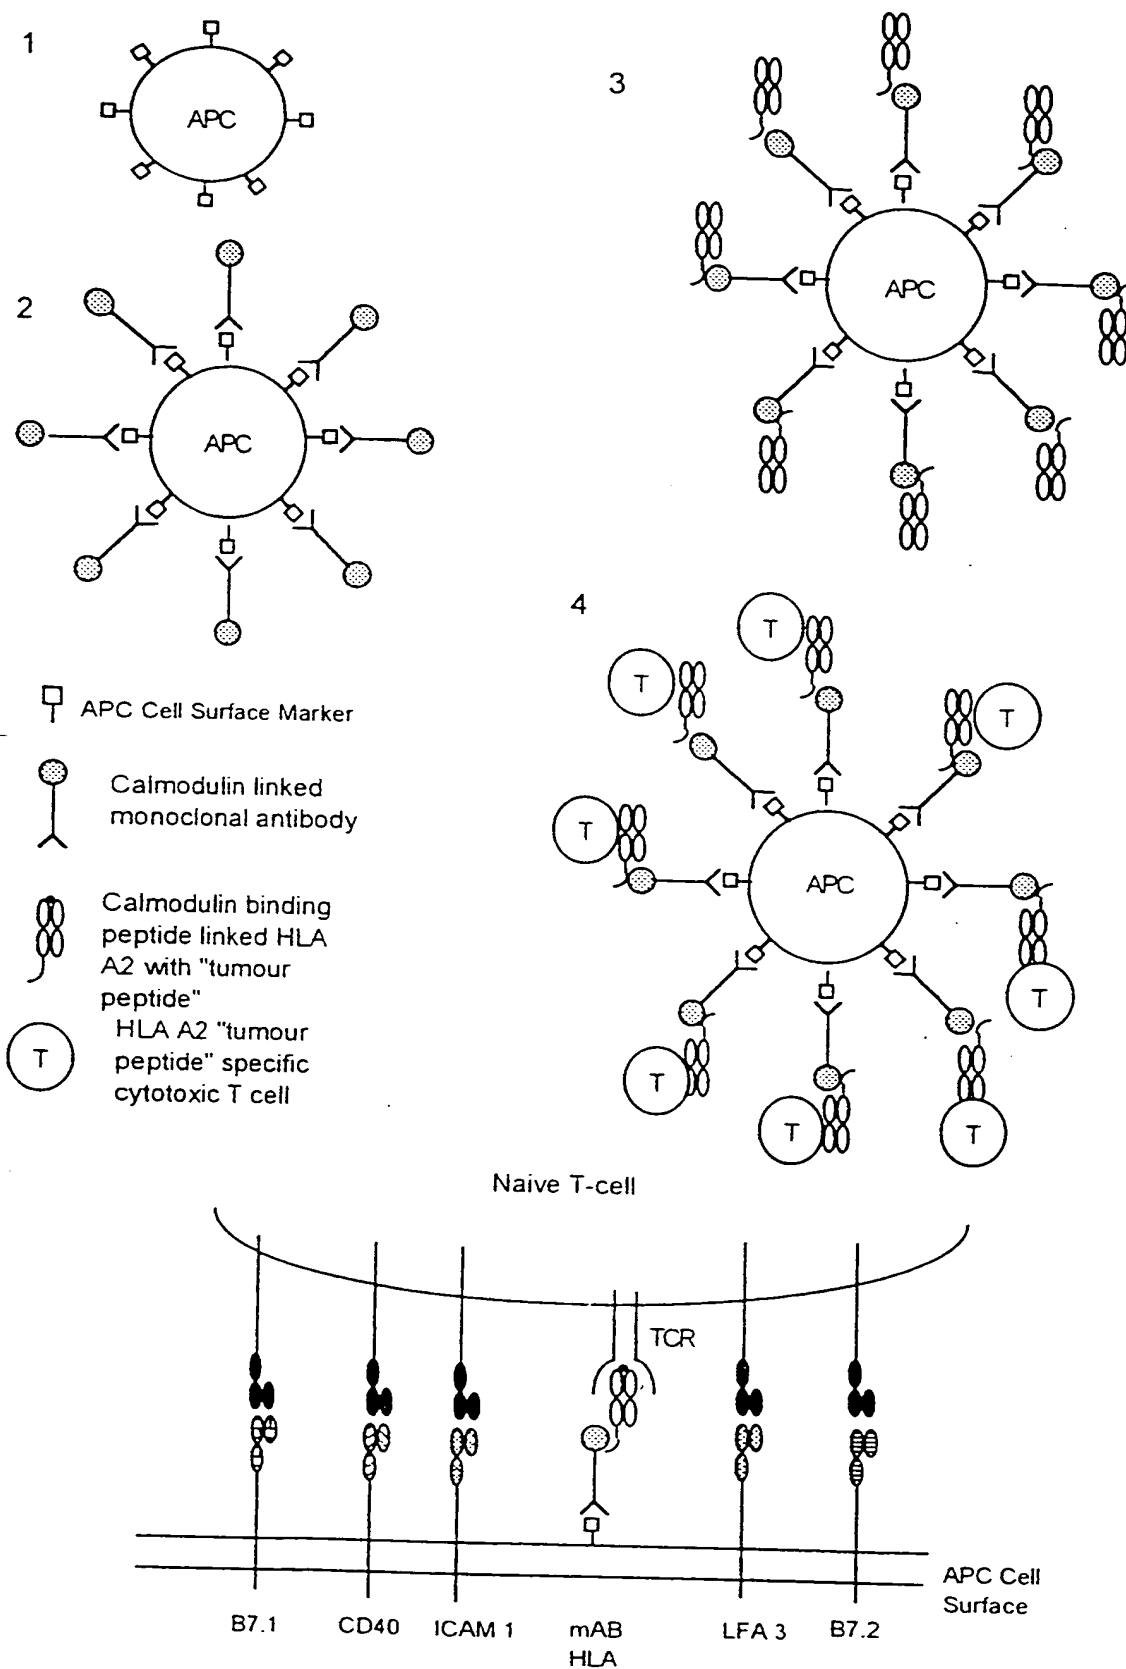 1
APC
2
APC
3
APC
APC Cell Surface Marker
Calmodulin linked
monoclonal antibody
Calmodulin binding
peptide linked HLA
A2 with "tumour
peptide"
T
HLA A2 "tumour
peptide" specific
cytotoxic T cell
4
T
T
T
T
APC
T
T
T
T
Naive T-cell
TCR
APC Cell
Surface
B7.1
CD40
ICAM 1
mAB
HLA
LFA 3
B7.2